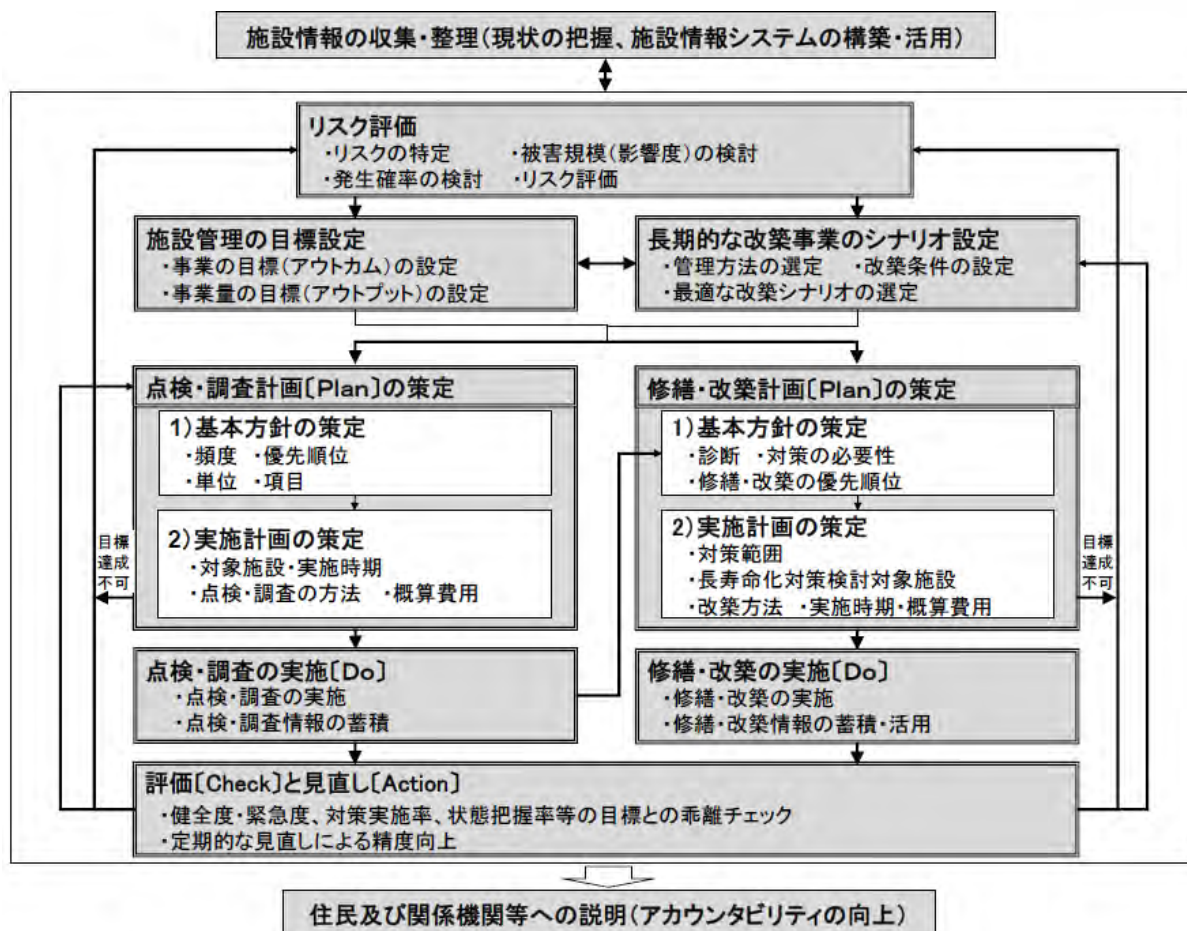 施設情報の収集・整理(現状の把握、施設情報システムの構築・活用)
リスク評価
・リスクの特定 ・被害規模(影響度)の検討
・発生確率の検討 ・リスク評価
施設管理の目標設定
・事業の目標(アウトカム)の設定
・事業量の目標(アウトプット)の設定
長期的な改築事業のシナリオ設定
・管理方法の選定 ・改築条件の設定
・最適な改築シナリオの選定
点検・調査計画〔Plan〕の策定
1)基本方針の策定
・頻度 ・優先順位
・単位 ・項目
2)実施計画の策定
・対象施設・実施時期
・点検・調査の方法 ・概算費用
目標
達成
不可
修繕・改築計画〔Plan〕の策定
1)基本方針の策定
・診断 ・対策の必要性
・修繕・改築の優先順位
2)実施計画の策定
・対策範囲
・長寿命化対策検討対象施設
・改築方法 ・実施時期・概算費用
目標
達成
不可
点検・調査の実施〔Do〕
・点検・調査の実施
・点検・調査情報の蓄積
修繕・改築の実施〔Do〕
・修繕・改築の実施
・修繕・改築情報の蓄積・活用
評価〔Check〕と見直し〔Action〕
・健全度・緊急度、対策実施率、状態把握率等の目標との乖離チェック
・定期的な見直しによる精度向上
住民及び関係機関等への説明(アカウンタビリティの向上)